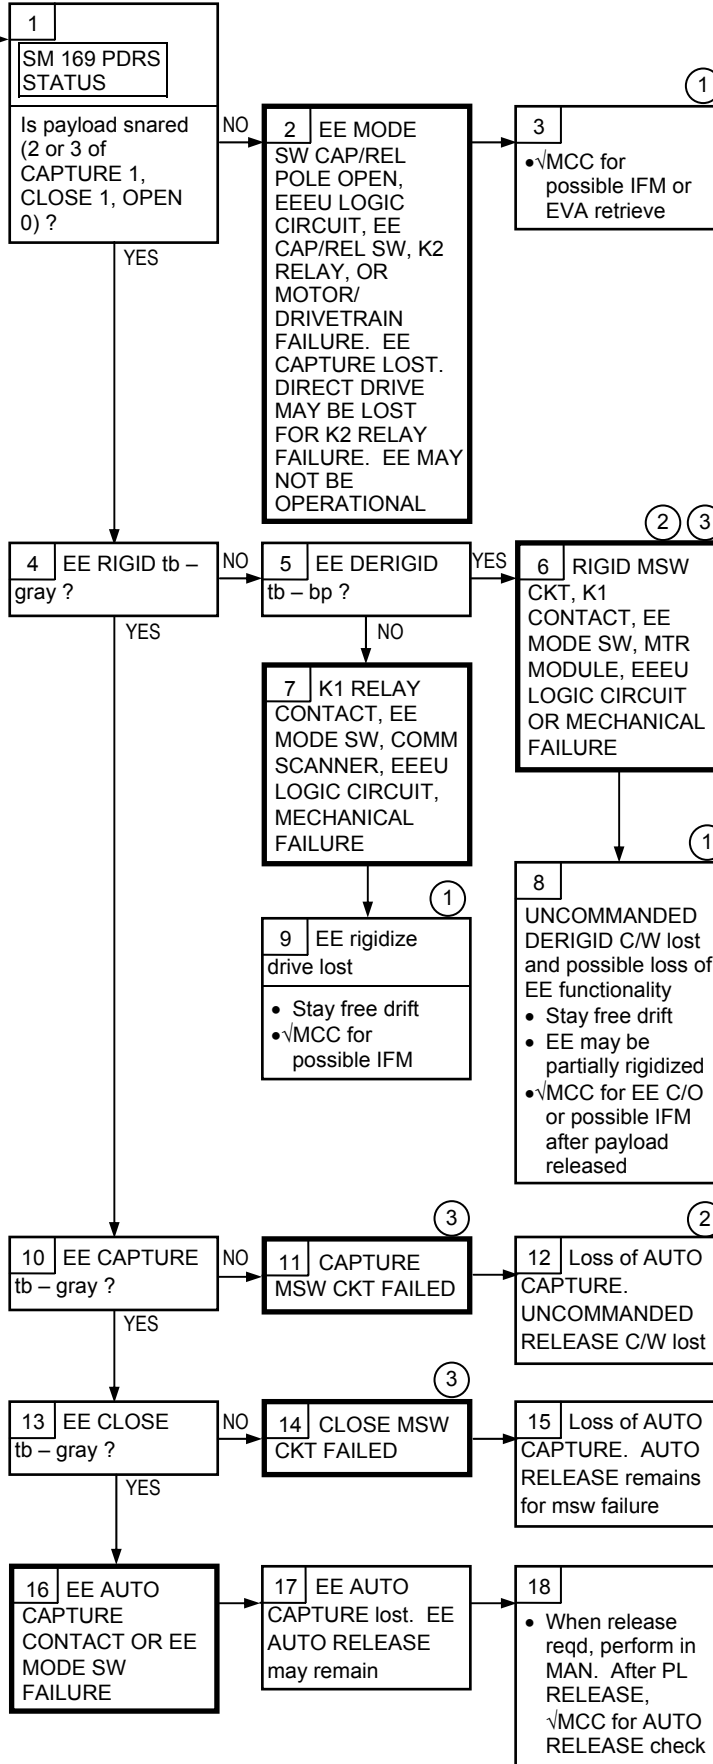 1
SM 169 PDRS
STATUS
Is payload snared
(2 or 3 of
CAPTURE 1,
CLOSE 1, OPEN
0) ?
NO
YES
2 EE MODE
SW CAP/REL
POLE OPEN,
EEEU LOGIC
CIRCUIT, EE
CAP/REL SW, K2
RELAY, OR
MOTOR/
DRIVETRAIN
FAILURE. EE
CAPTURE LOST.
DIRECT DRIVE
MAY BE LOST
FOR K2 RELAY
FAILURE. EE MAY
NOT BE
OPERATIONAL
1
3
•√MCC for
possible IFM or
EVA retrieve
4 EE RIGID tb –
gray ?
NO
YES
5 EE DERIGID
tb – bp ?
YES
NO
2 3
6 RIGID MSW
CKT, K1
CONTACT, EE
MODE SW, MTR
MODULE, EEEU
LOGIC CIRCUIT
OR MECHANICAL
FAILURE
7 K1 RELAY
CONTACT, EE
MODE SW, COMM
SCANNER, EEEU
LOGIC CIRCUIT,
MECHANICAL
FAILURE
1
8
UNCOMMANDED
DERIGID C/W lost
and possible loss of
EE functionality
• Stay free drift
• EE may be
partially rigidized
•√MCC for EE C/O
or possible IFM
after payload
released
1
9 EE rigidize
drive lost
• Stay free drift
•√MCC for
possible IFM
10 EE CAPTURE
tb – gray ?
NO
YES
3
11 CAPTURE
MSW CKT FAILED
2
12 Loss of AUTO
CAPTURE.
UNCOMMANDED
RELEASE C/W lost
13 EE CLOSE
tb – gray ?
NO
YES
3
14 CLOSE MSW
CKT FAILED
15 Loss of AUTO
CAPTURE. AUTO
RELEASE remains
for msw failure
16 EE AUTO
CAPTURE
CONTACT OR EE
MODE SW
FAILURE
17 EE AUTO
CAPTURE lost. EE
AUTO RELEASE
may remain
18
• When release
reqd, perform in
MAN. After PL
RELEASE,
√MCC for AUTO
RELEASE check